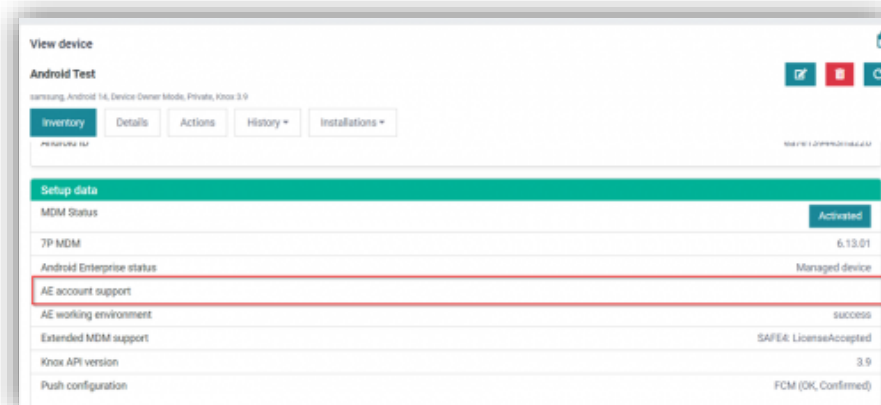 View device
Android Test
samsung, Android 14, Device Owner Mode, Private, Knox 3.9
Inventory Details Actions History Installations
Android ID
Setup data
MDM Status Activated
7P MDM 6.13.01
Android Enterprise status Managed device
AE account support
AE working environment success
Extended MDM support SAFE4: LicenseAccepted
Knox API version 3.9
Push configuration FCM (OK, Confirmed)